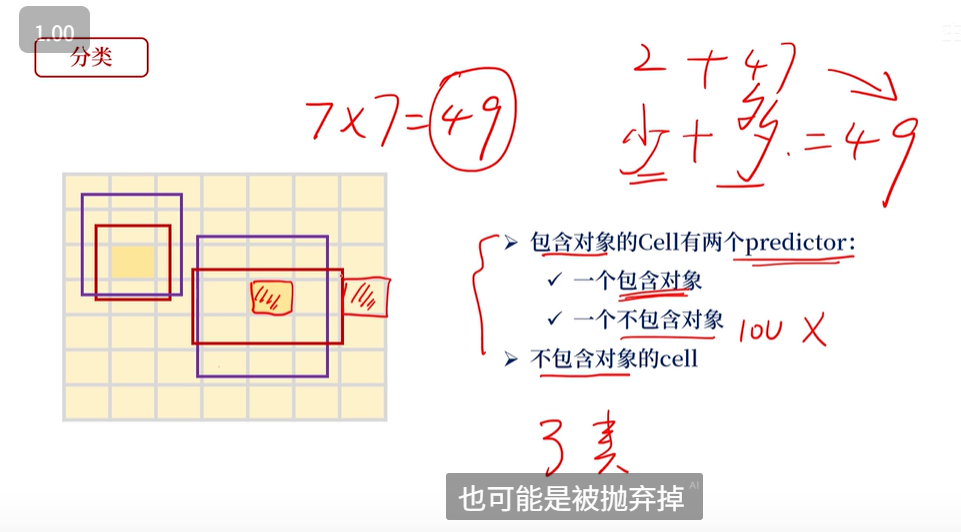 1.00
分类
7×7=49
2+47
少+多.=49
➢ 包含对象的Cell有两个predictor:
✓ 一个包含对象
✓ 一个不包含对象 IOU X
➢ 不包含对象的cell
3类
也可能是被抛弃掉 AI